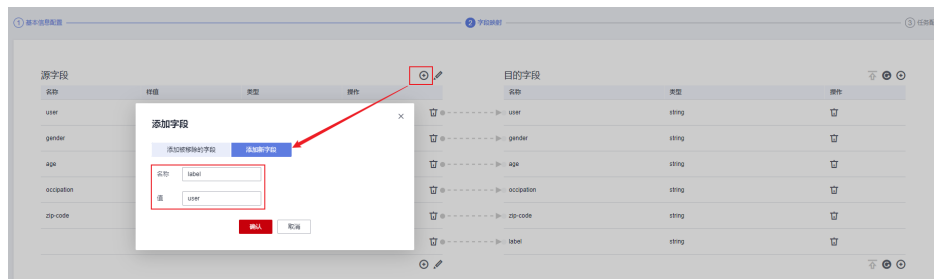 1 基本信息配置
2 字段映射
3 任务配
源字段
目的字段
名称 样值 类型 操作
名称 类型 操作
user
user string
gender
gender string
age
age string
occipation
occipation string
zip-code
zip-code string
label string
添加字段
添加被移除的字段 添加新字段
名称 label
值 user
确认 取消